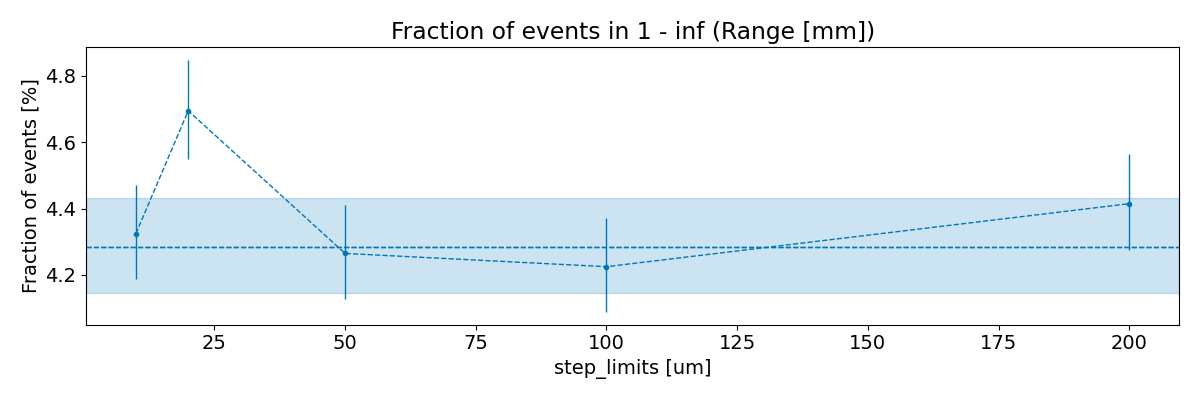 Fraction of events in 1 - inf (Range [mm])
Fraction of events [%]
4.8
4.6
4.4
4.2
25 50 75 100 125 150 175 200
step_limits [um]